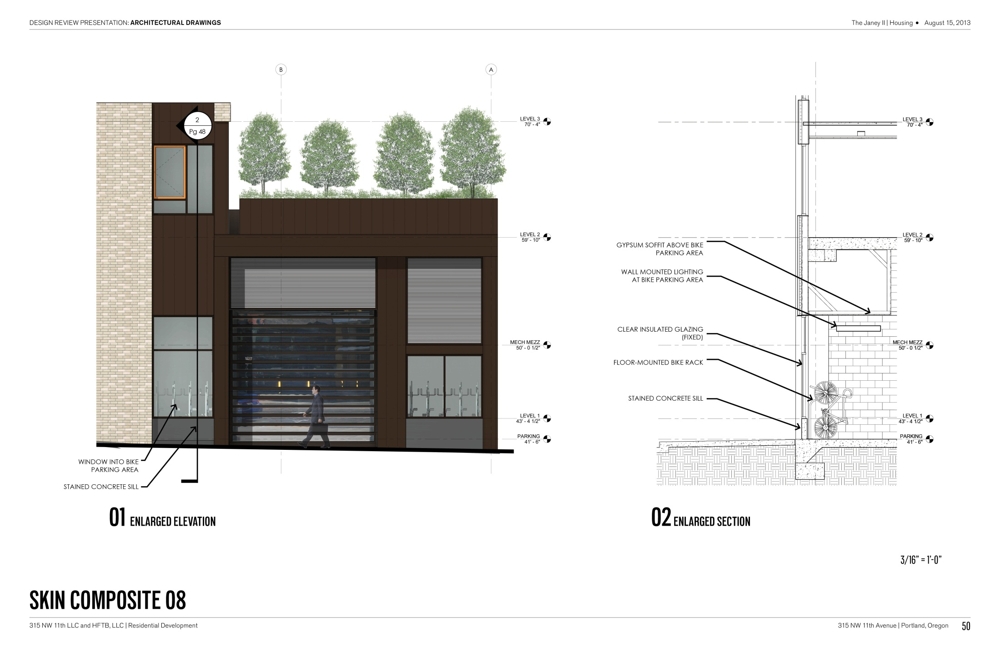 DESIGN REVIEW PRESENTATION: ARCHITECTURAL DRAWINGS
The Janey II | Housing ● August 15, 2013
B
A
2
Pg 48
LEVEL 3
70' - 4"
LEVEL 2
59' - 10"
MECH MEZZ
50' - 0 1/2"
LEVEL 1
43' - 4 1/2"
PARKING
41' - 6"
WINDOW INTO BIKE
PARKING AREA
STAINED CONCRETE SILL
01 ENLARGED ELEVATION
GYPSUM SOFFIT ABOVE BIKE
PARKING AREA
WALL MOUNTED LIGHTING
AT BIKE PARKING AREA
CLEAR INSULATED GLAZING
(FIXED)
FLOOR-MOUNTED BIKE RACK
STAINED CONCRETE SILL
LEVEL 3
70' - 4"
LEVEL 2
59' - 10"
MECH MEZZ
50' - 0 1/2"
LEVEL 1
43' - 4 1/2"
PARKING
41' - 6"
02 ENLARGED SECTION
3/16” = 1’-0”
SKIN COMPOSITE 08
315 NW 11th LLC and HFTB, LLC | Residential Development
315 NW 11th Avenue | Portland, Oregon 50